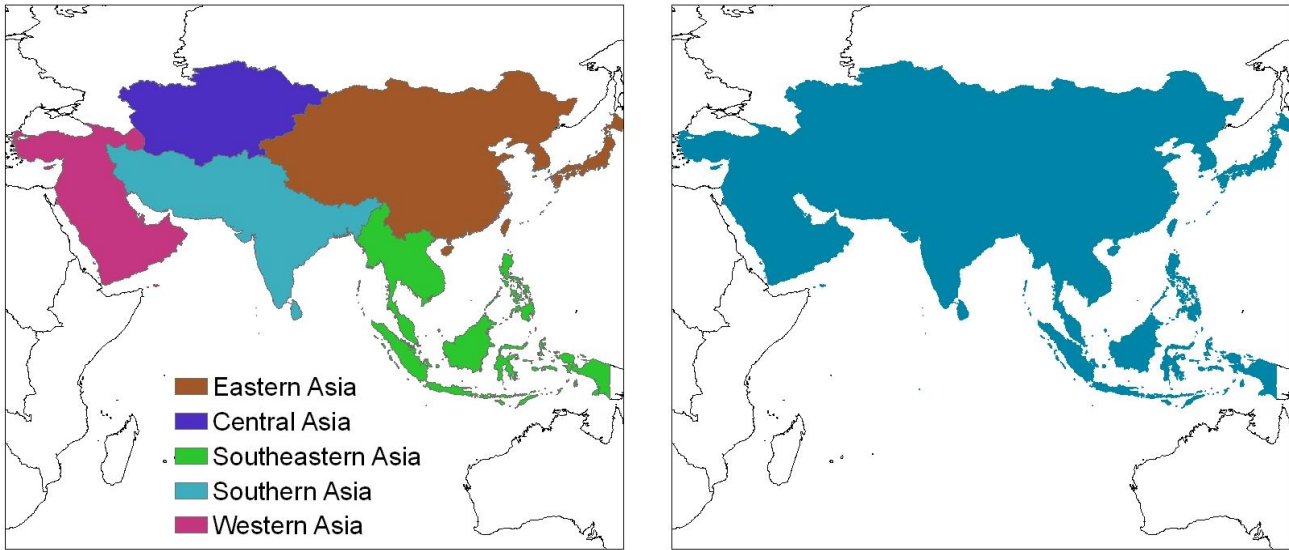 Eastern Asia
Central Asia
Southeastern Asia
Southern Asia
Western Asia